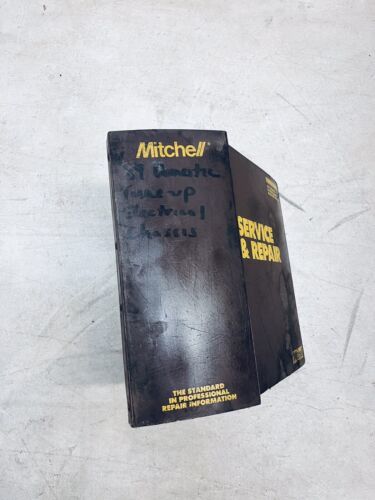 Mitchell
'89 Domestic
Tune-up
Electrical
Chassis
THE STANDARD
IN PROFESSIONAL
REPAIR INFORMATION
SERVICE
& REPAIR